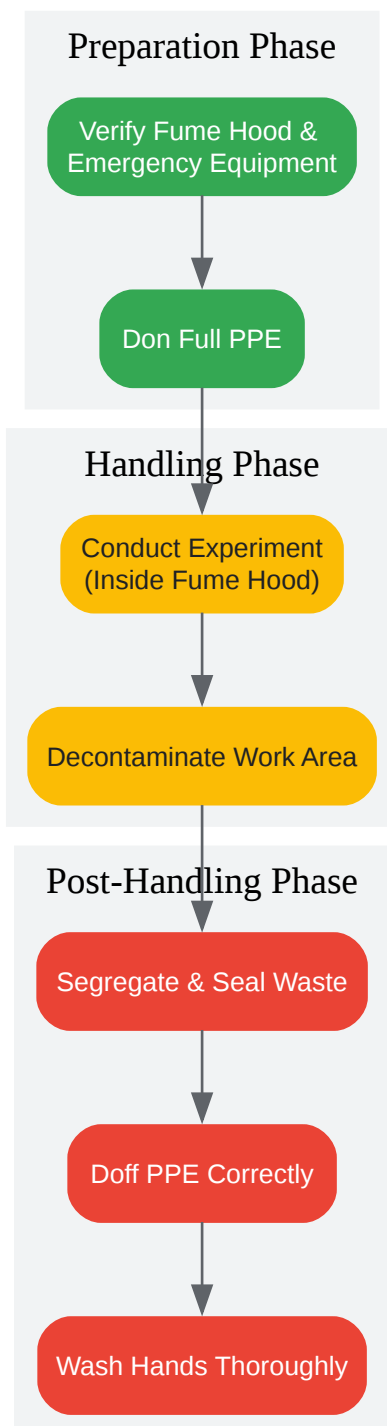 Preparation Phase
Verify Fume Hood &
Emergency Equipment
Don Full PPE
Handling Phase
Conduct Experiment
(Inside Fume Hood)
Decontaminate Work Area
Post-Handling Phase
Segregate & Seal Waste
Doff PPE Correctly
Wash Hands Thoroughly